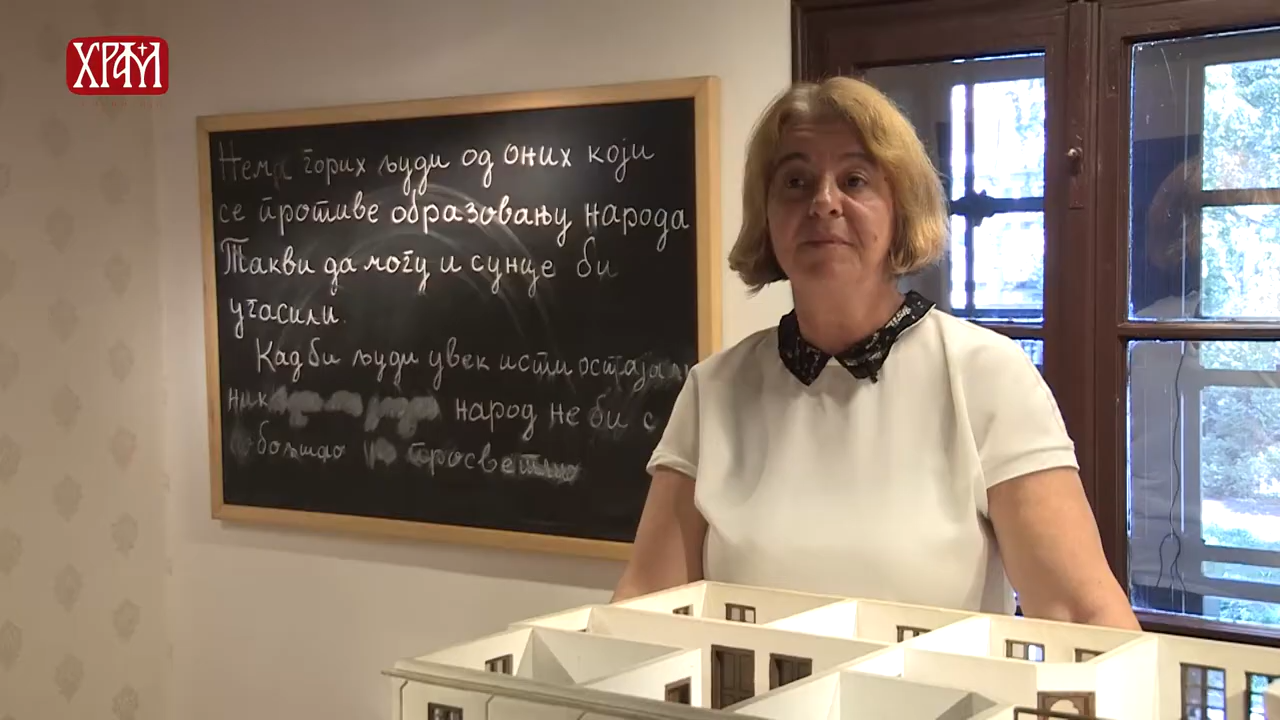 ХРАМ
Нема горих људи од оних који
се противе образовању народа
Такви да могу и сунце би
угасили.
Кад би људи увек исти остајали
народ не би с